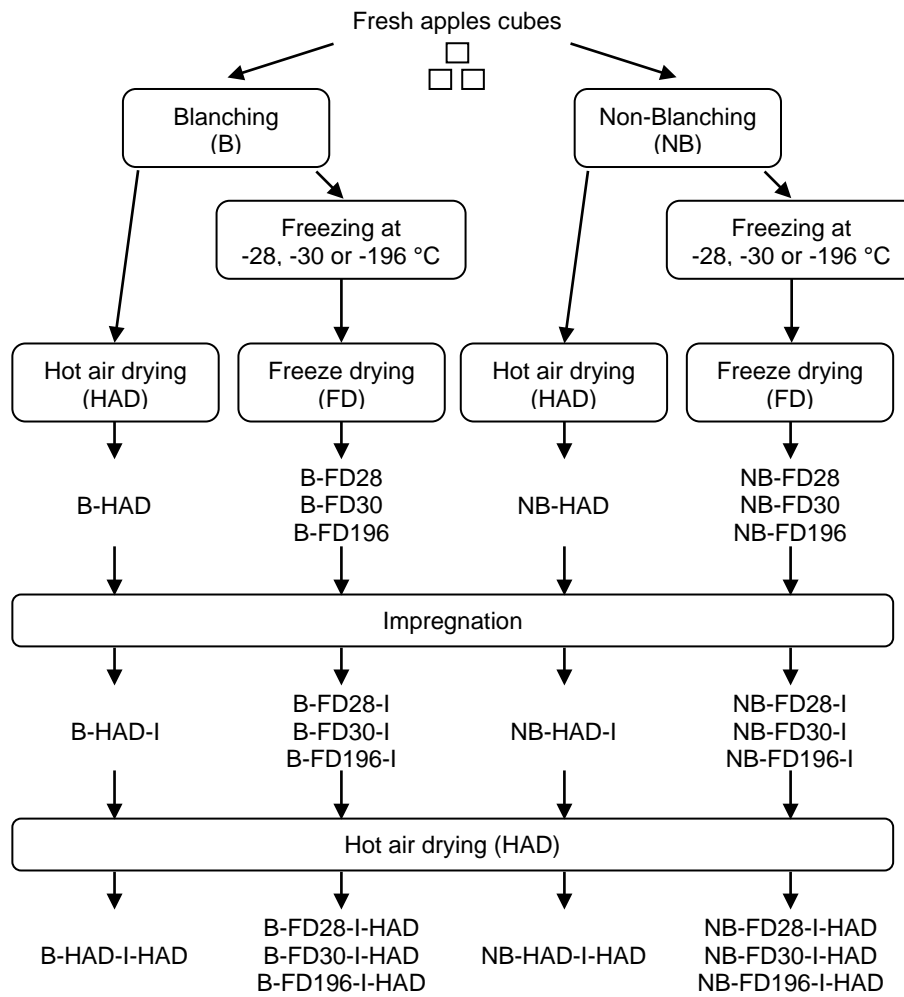 Fresh apples cubes
Blanching
(B)
Non-Blanching
(NB)
Freezing at
-28, -30 or -196 °C
Freezing at
-28, -30 or -196 °C
Hot air drying
(HAD)
Freeze drying
(FD)
Hot air drying
(HAD)
Freeze drying
(FD)
B-HAD
B-FD28
B-FD30
B-FD196
NB-HAD
NB-FD28
NB-FD30
NB-FD196
Impregnation
B-HAD-I
B-FD28-I
B-FD30-I
B-FD196-I
NB-HAD-I
NB-FD28-I
NB-FD30-I
NB-FD196-I
Hot air drying (HAD)
B-HAD-I-HAD
B-FD28-I-HAD
B-FD30-I-HAD
B-FD196-I-HAD
NB-HAD-I-HAD
NB-FD28-I-HAD
NB-FD30-I-HAD
NB-FD196-I-HAD